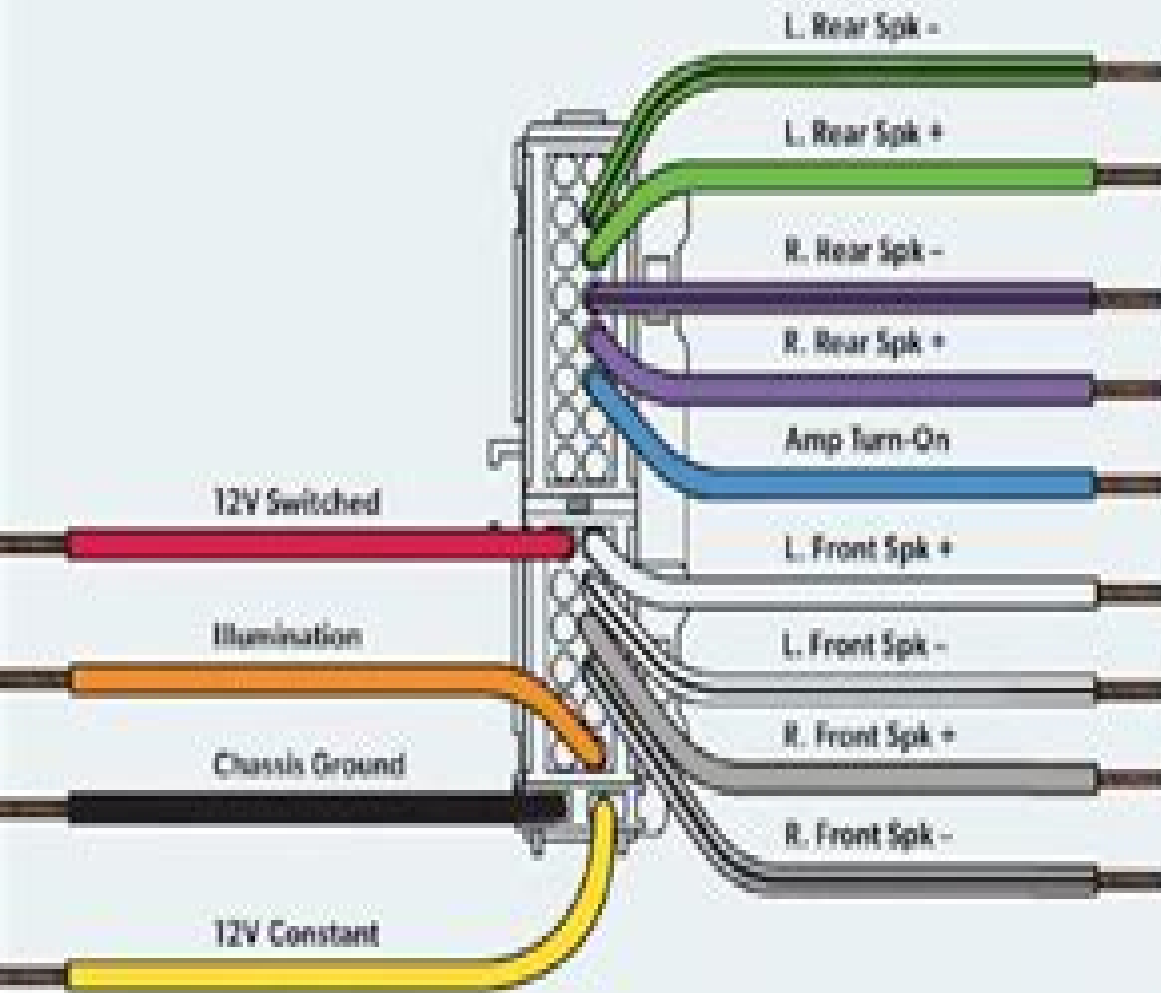 L. Rear Spk -
L. Rear Spk +
R. Rear Spk -
R. Rear Spk +
Amp Turn-On
12V Switched
L. Front Spk +
Illumination
L. Front Spk -
R. Front Spk +
Chassis Ground
R. Front Spk -
12V Constant